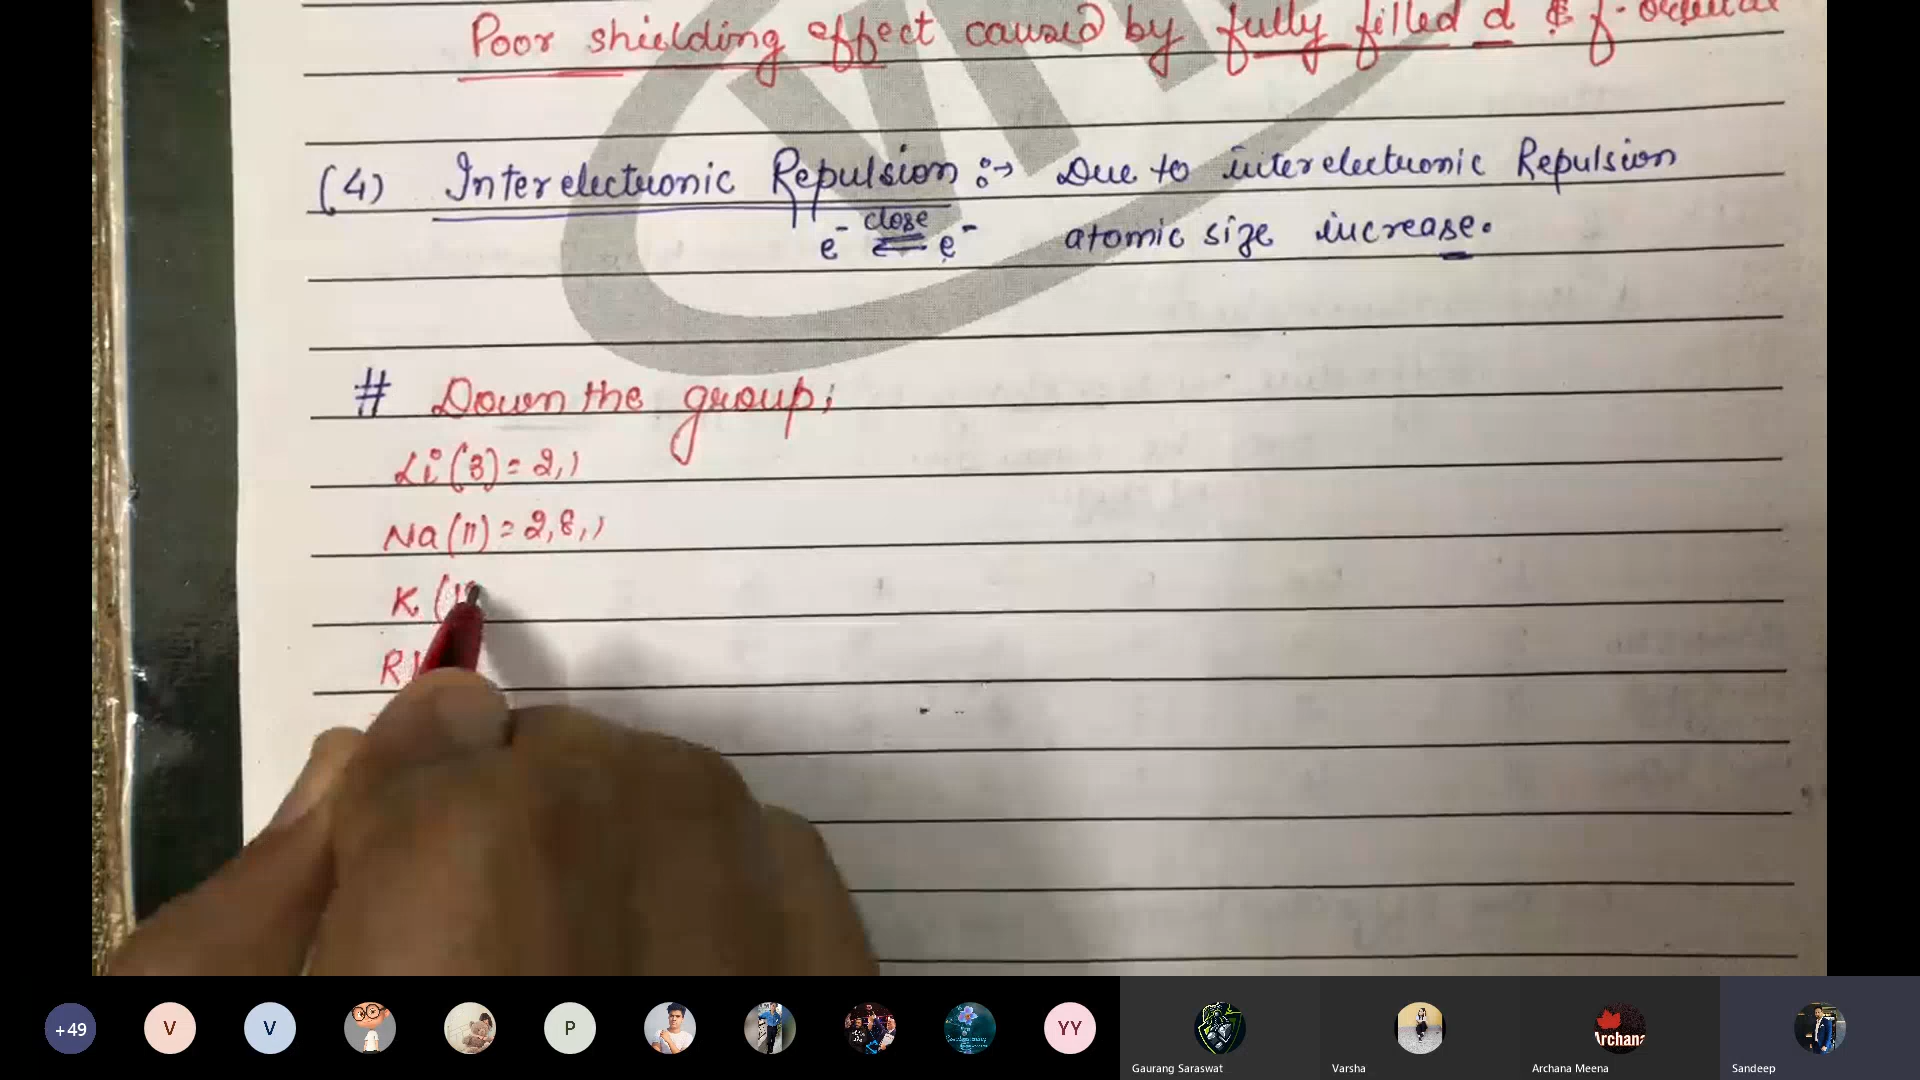 Poor shielding effect caused by fully filled d & f-orbital
(4) Interelectronic Repulsion :→ Due to interelectronic Repulsion
e⁻ close e⁻ atomic size increase.
# Down the group;
Li (3) = 2,1
Na (11) = 2,8,1
K (1
R
+49
V
V
P
YY
Gaurang Saraswat
Varsha
Archana Meena
Sandeep